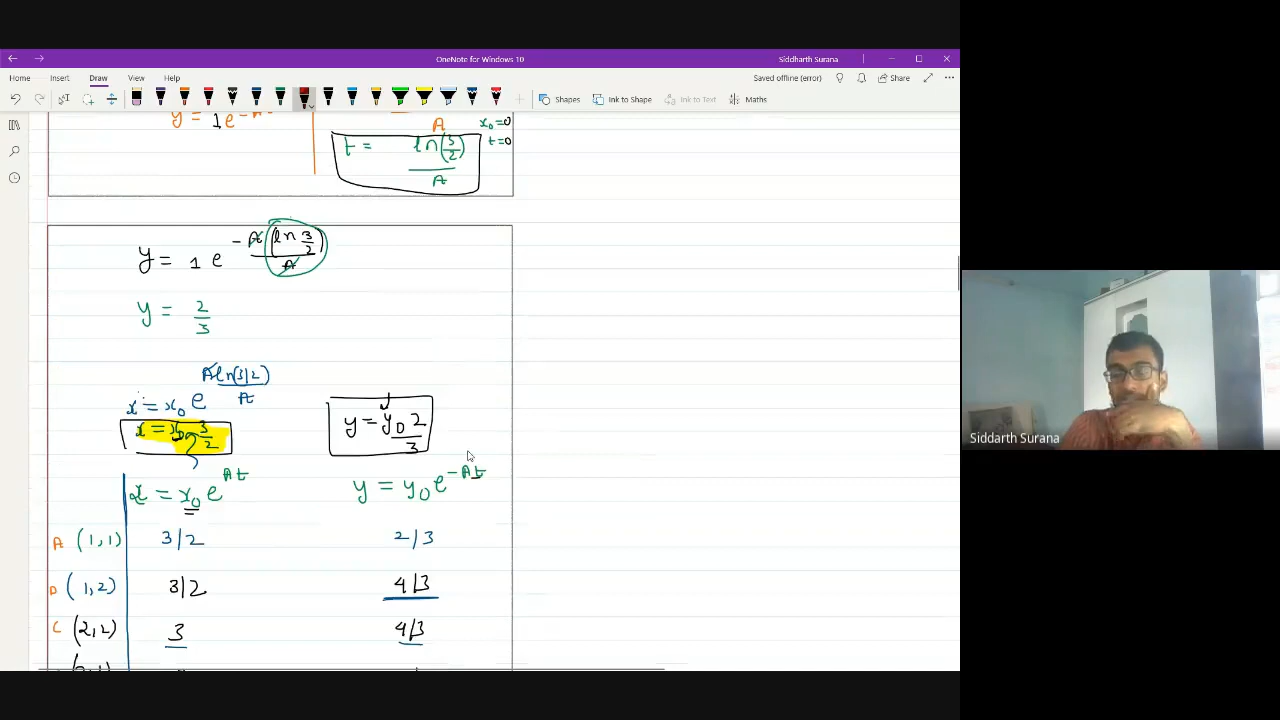 OneNote for Windows 10
Siddharth Surana
Home Insert Draw View Help
Saved offline (error)
Share
Shapes
Ink to Shape
Ink to Text
Maths
y = 1e^-A
A
x₀=0
t=0
t = ln(3/2)/A
y = 1 e^-A(ln 3/2)/A
y = 2/3
x = x₀ e^A ln(3/2)/A
x = x₀ 3/2
y = y₀ 2/3
x = x₀ e^At
y = y₀ e^-At
A (1,1) 3/2 2/3
D (1,2) 3/2 4/3
C (2,2) 3 4/3
Siddarth Surana